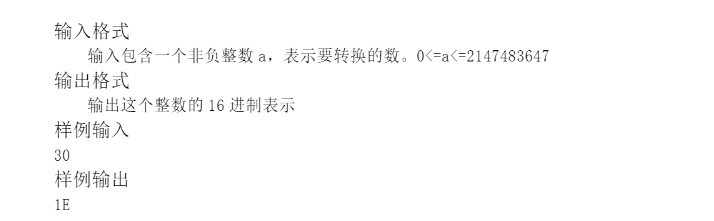 输入格式
输入包含一个非负整数 a，表示要转换的数。0<=a<=2147483647
输出格式
输出这个整数的 16 进制表示
样例输入
30
样例输出
1E